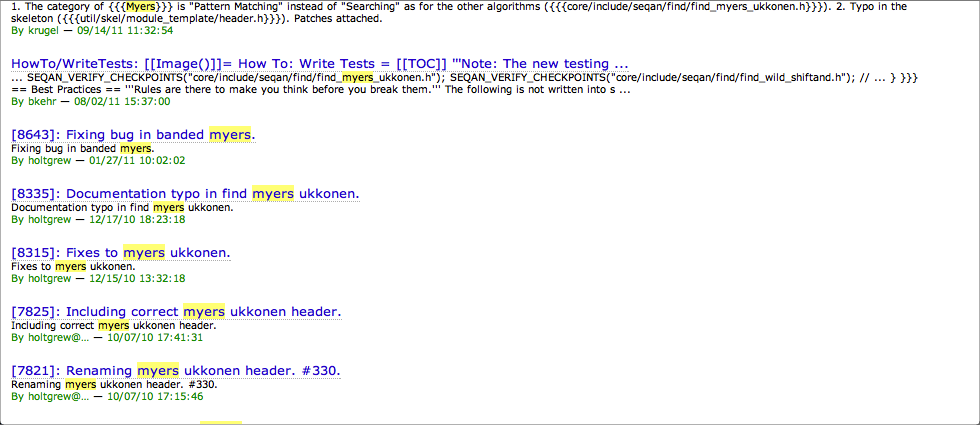 1. The category of {{{Myers}}} is "Pattern Matching" instead of "Searching" as for the other algorithms ({{{core/include/seqan/find/find_myers_ukkonen.h}}}). 2. Typo in the
skeleton ({{{util/skel/module_template/header.h}}}). Patches attached.
By krugel — 09/14/11 11:32:54
HowTo/WriteTests: [[Image()]]= How To: Write Tests = [[TOC]] '''Note: The new testing ...
... SEQAN_VERIFY_CHECKPOINTS("core/include/seqan/find/find_myers_ukkonen.h"); SEQAN_VERIFY_CHECKPOINTS("core/include/seqan/find/find_wild_shiftand.h"); // ... } }}}
== Best Practices == '''Rules are there to make you think before you break them.''' The following is not written into s ...
By bkehr — 08/02/11 15:37:00
[8643]: Fixing bug in banded myers.
Fixing bug in banded myers.
By holtgrew — 01/27/11 10:02:02
[8335]: Documentation typo in find myers ukkonen.
Documentation typo in find myers ukkonen.
By holtgrew — 12/17/10 18:23:18
[8315]: Fixes to myers ukkonen.
Fixes to myers ukkonen.
By holtgrew — 12/15/10 13:32:18
[7825]: Including correct myers ukkonen header.
Including correct myers ukkonen header.
By holtgrew@... — 10/07/10 17:41:31
[7821]: Renaming myers ukkonen header. #330.
Renaming myers ukkonen header. #330.
By holtgrew@... — 10/07/10 17:15:46